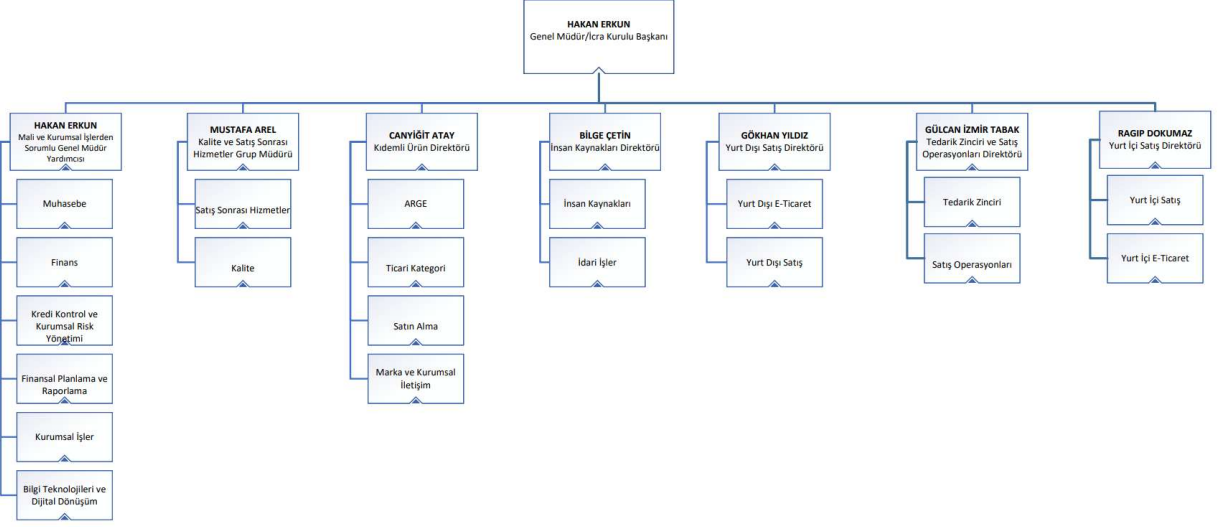 HAKAN ERKUN
Genel Müdür/İcra Kurulu Başkanı
HAKAN ERKUN
Mali ve Kurumsal İşlerden
Sorumlu Genel Müdür
Yardımcısı
Muhasebe
Finans
Kredi Kontrol ve
Kurumsal Risk
Yönetimi
Finansal Planlama ve
Raporlama
Kurumsal İşler
Bilgi Teknolojileri ve
Dijital Dönüşüm
MUSTAFA AREL
Kalite ve Satış Sonrası
Hizmetler Grup Müdürü
Satış Sonrası Hizmetler
Kalite
CANYİĞİT ATAY
Kıdemli Ürün Direktörü
ARGE
Ticari Kategori
Satın Alma
Marka ve Kurumsal
İletişim
BİLGE ÇETİN
İnsan Kaynakları Direktörü
İnsan Kaynakları
İdari İşler
GÖKHAN YILDIZ
Yurt Dışı Satış Direktörü
Yurt Dışı E-Ticaret
Yurt Dışı Satış
GÜLCAN İZMİR TABAK
Tedarik Zinciri ve Satış
Operasyonları Direktörü
Tedarik Zinciri
Satış Operasyonları
RAGIP DOKUMAZ
Yurt İçi Satış Direktörü
Yurt İçi Satış
Yurt İçi E-Ticaret